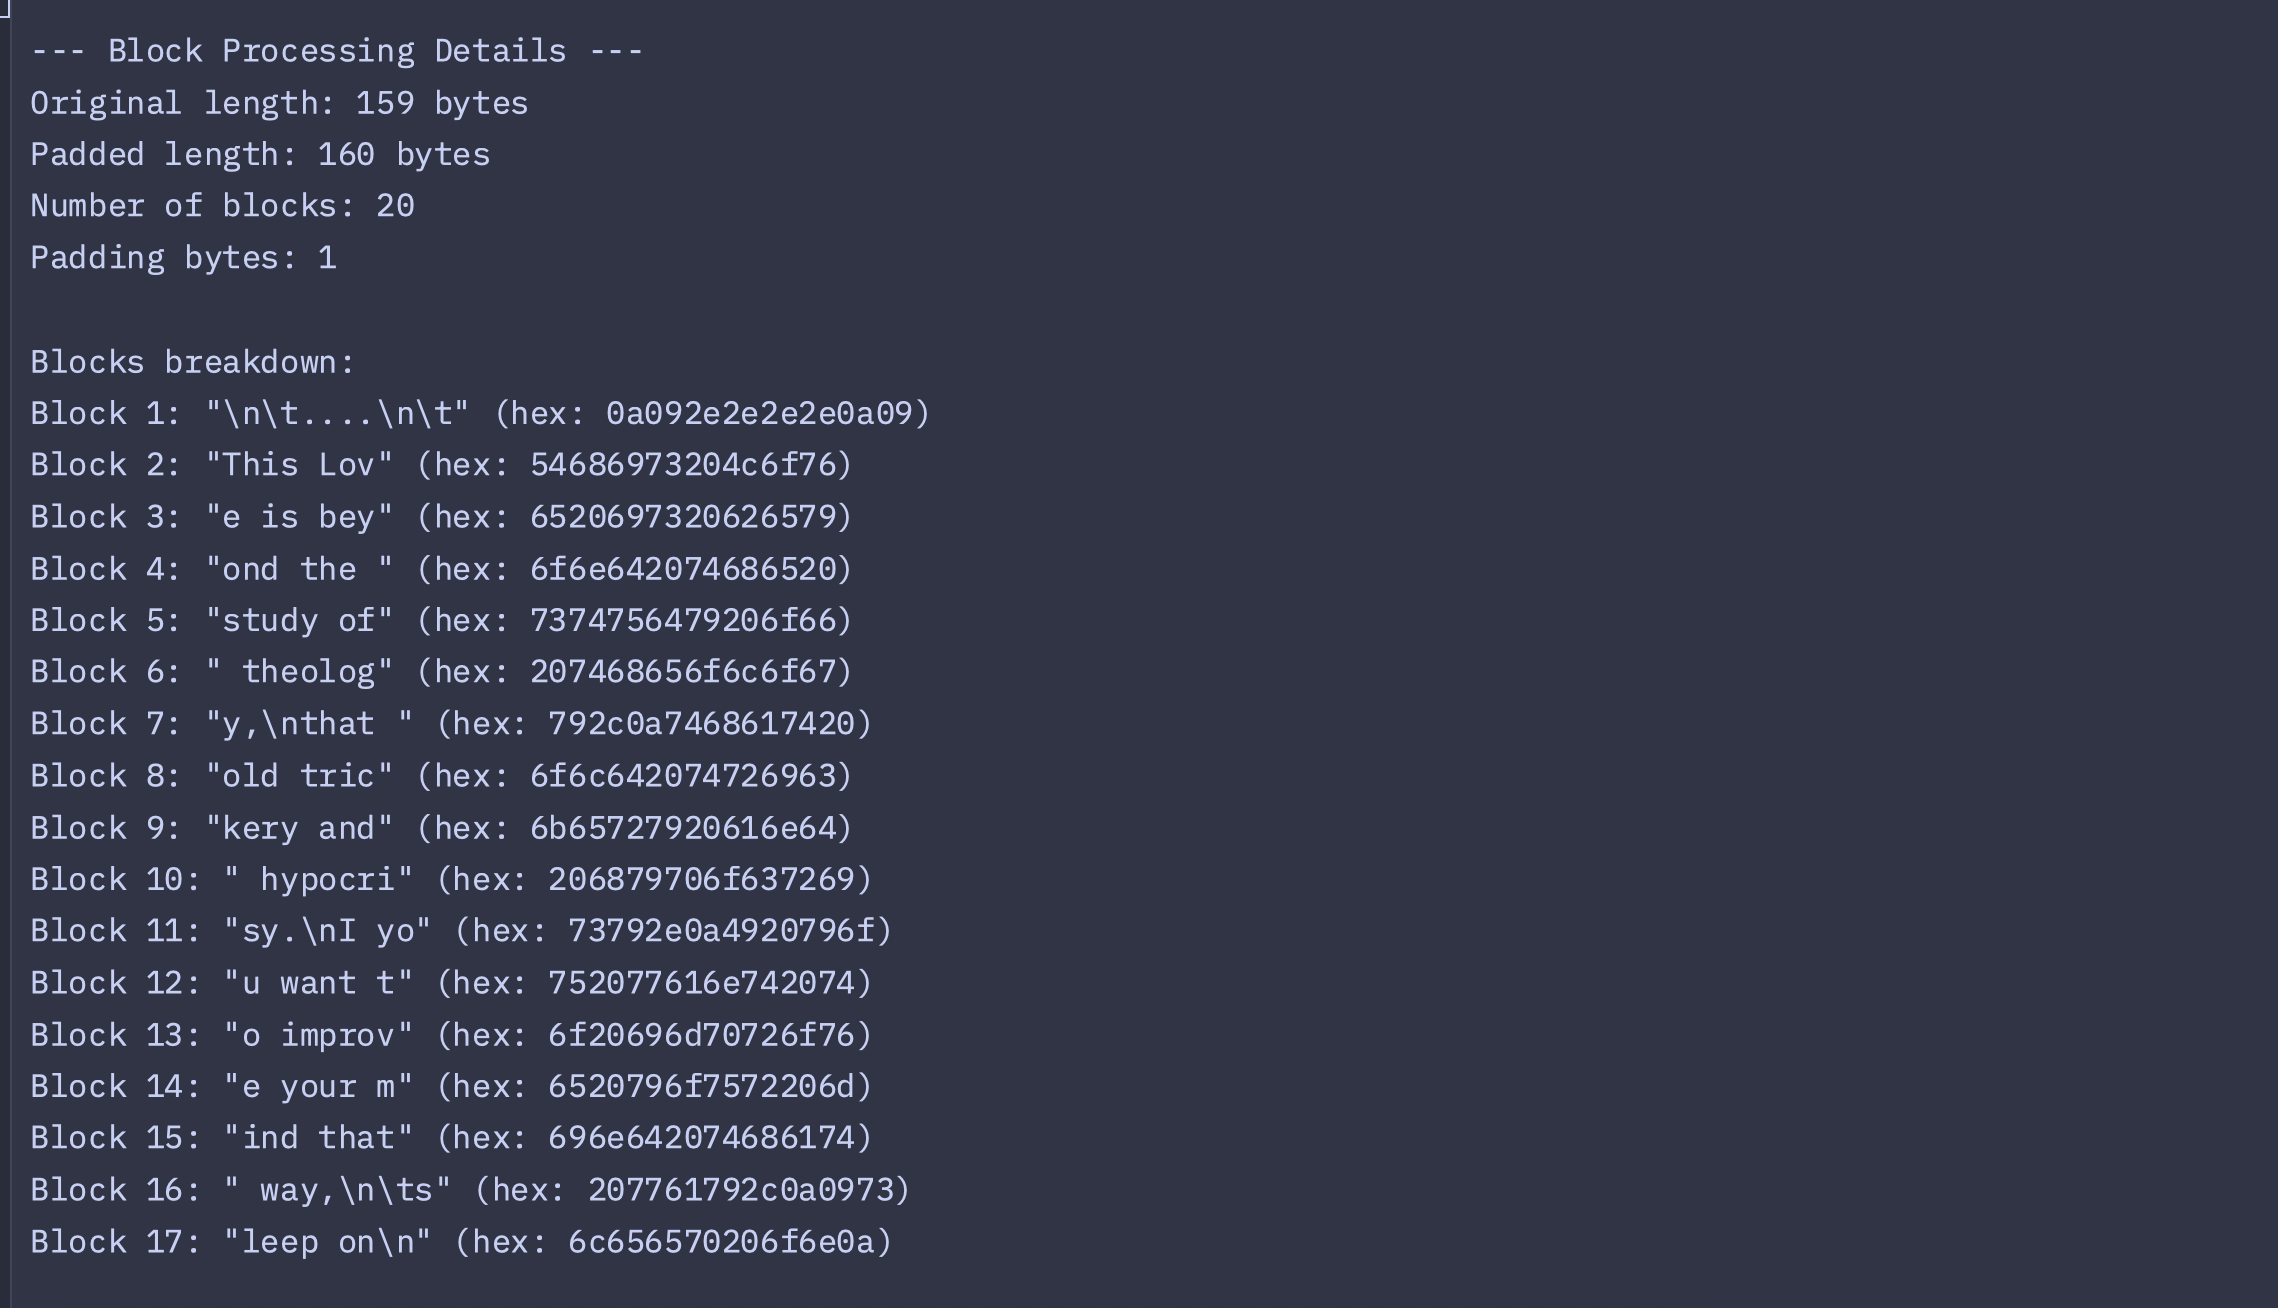 --- Block Processing Details ---
Original length: 159 bytes
Padded length: 160 bytes
Number of blocks: 20
Padding bytes: 1
Blocks breakdown:
Block 1: "\n\t....\n\t" (hex: 0a092e2e2e2e0a09)
Block 2: "This Lov" (hex: 54686973204c6f76)
Block 3: "e is bey" (hex: 6520697320626579)
Block 4: "ond the " (hex: 6f6e642074686520)
Block 5: "study of" (hex: 7374756479206f66)
Block 6: " theolog" (hex: 207468656f6c6f67)
Block 7: "y,\nthat " (hex: 792c0a7468617420)
Block 8: "old tric" (hex: 6f6c642074726963)
Block 9: "kery and" (hex: 6b65727920616e64)
Block 10: " hypocri" (hex: 206879706f637269)
Block 11: "sy.\nI yo" (hex: 73792e0a4920796f)
Block 12: "u want t" (hex: 752077616e742074)
Block 13: "o improv" (hex: 6f20696d70726f76)
Block 14: "e your m" (hex: 6520796f7572206d)
Block 15: "ind that" (hex: 696e642074686174)
Block 16: " way,\n\ts" (hex: 207761792c0a0973)
Block 17: "leep on\n" (hex: 6c656570206f6e0a)